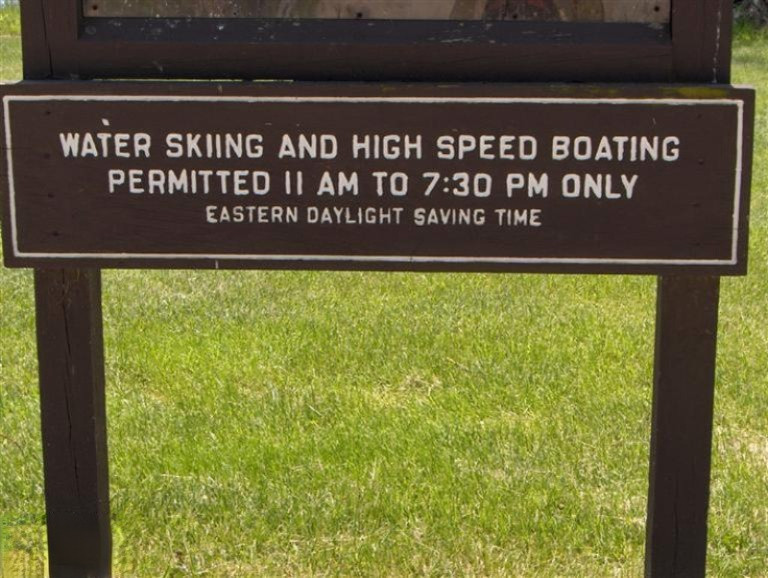 WATER SKIING AND HIGH SPEED BOATING
PERMITTED 11 AM TO 7:30 PM ONLY
EASTERN DAYLIGHT SAVING TIME